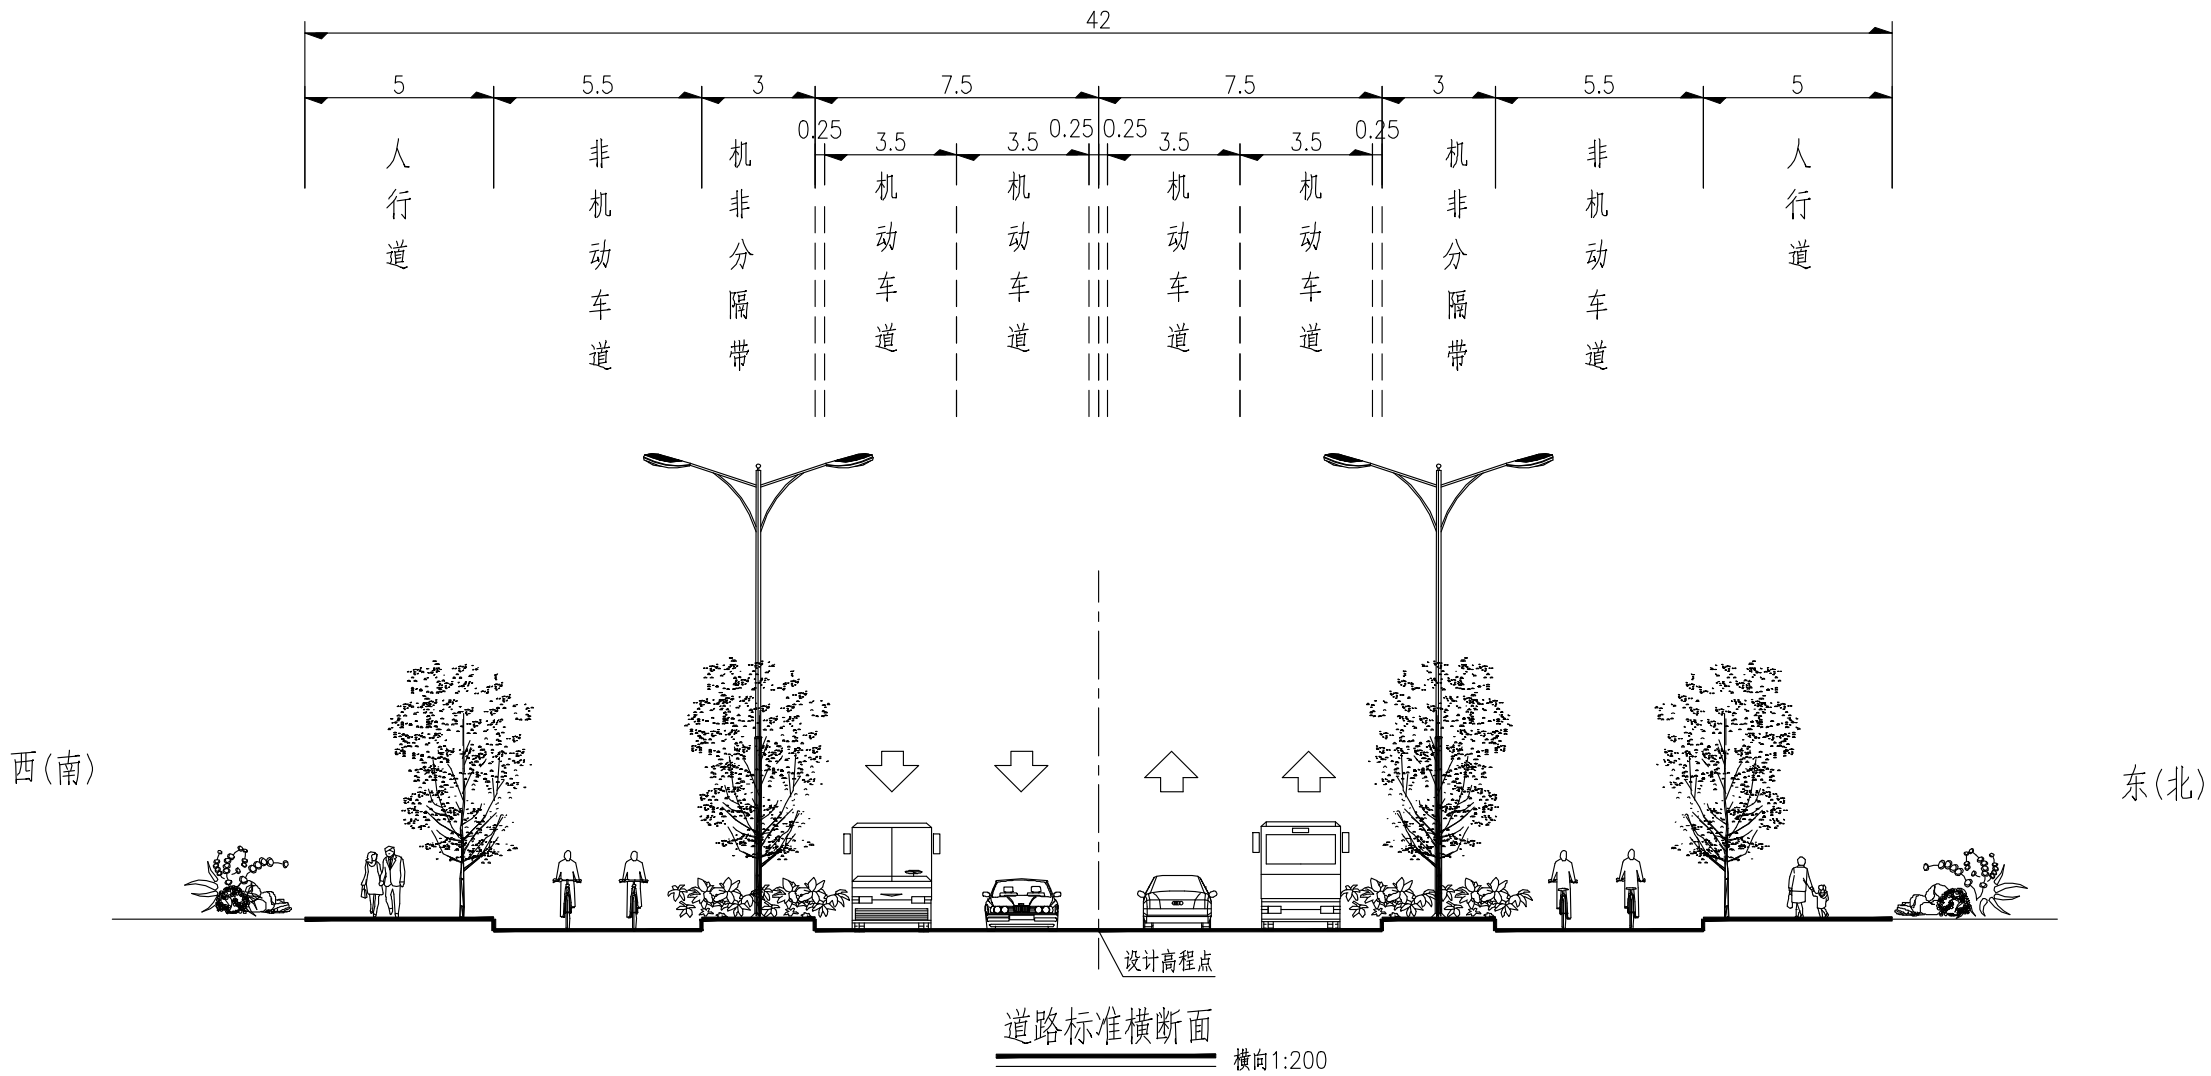 42
5
5.5
3
7.5
7.5
3
5.5
5
0.25
3.5
3.5
0.25
0.25
3.5
3.5
0.25
人行道
非机动车道
机非分隔带
机动车道
机动车道
机动车道
机动车道
机非分隔带
非机动车道
人行道
西(南)
东(北)
设计高程点
道路标准横断面
横向1:200